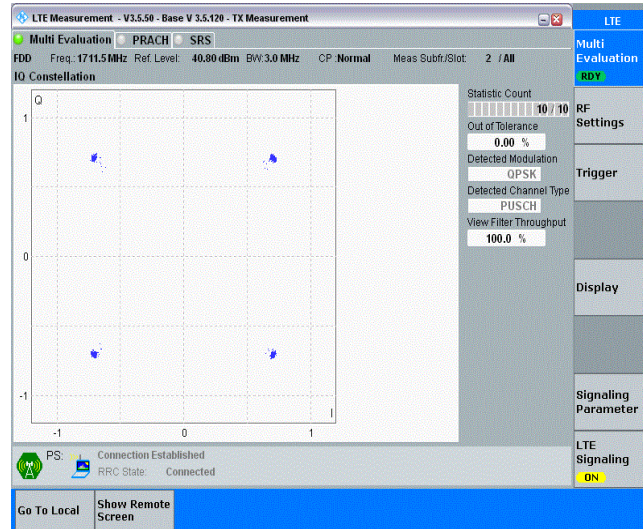 LTE Measurement - V3.5.50 - Base V 3.5.120 - TX Measurement
LTE
Multi Evaluation PRACH SRS
Multi
Evaluation
RDY
FDD Freq.: 1711.5 MHz Ref. Level: 40.80 dBm BW: 3.0 MHz CP : Normal Meas Subfr./Slot: 2 / All
IQ Constellation
Statistic Count
10 / 10
Out of Tolerance
0.00 %
Detected Modulation
QPSK
Detected Channel Type
PUSCH
View Filter Throughput
100.0 %
RF
Settings
Trigger
Display
Signaling
Parameter
LTE
Signaling
ON
Q
1
0
-1
I
-1 0 1
PS: Connection Established
RRC State: Connected
Go To Local
Show Remote
Screen